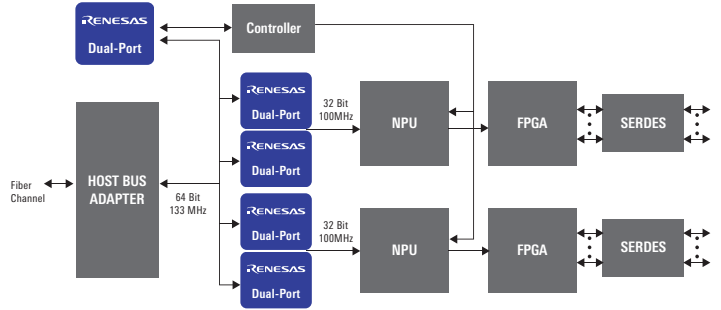 RENESAS
Dual-Port
Controller
RENESAS
Dual-Port
32 Bit
100MHz
NPU
FPGA
SERDES
RENESAS
Dual-Port
Fiber
Channel
HOST BUS
ADAPTER
64 Bit
133 MHz
RENESAS
Dual-Port
32 Bit
100MHz
NPU
FPGA
SERDES
RENESAS
Dual-Port